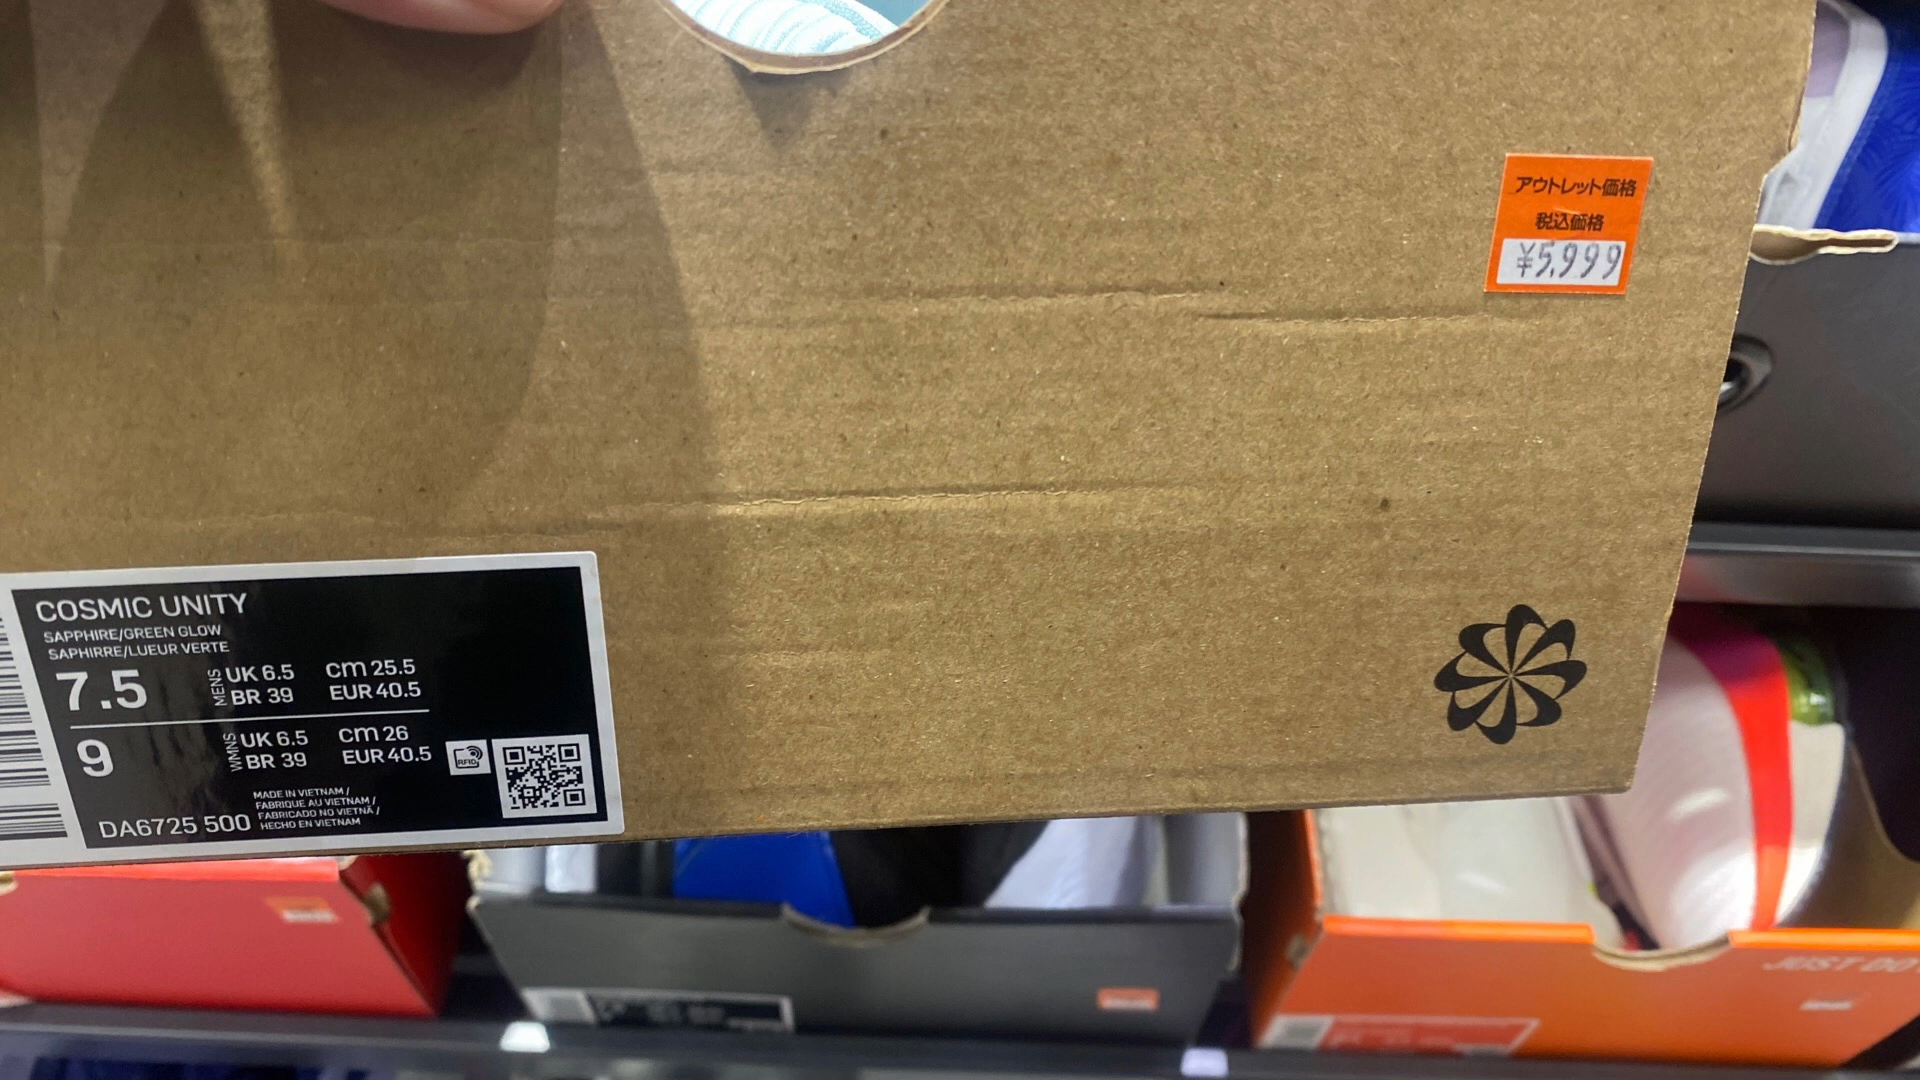 アウトレット価格
税込価格
¥5,999
COSMIC UNITY
SAPPHIRE/GREEN GLOW
SAPHIRRE/LUEUR VERTE
7.5 MENS UK 6.5 cm 25.5
BR 39 EUR 40.5
9 WMNS UK 6.5 cm 26
BR 39 EUR 40.5
RFID
MADE IN VIETNAM /
FABRIQUE AU VIETNAM /
FABRICADO NO VIETNÃ /
HECHO EN VIETNAM
DA6725 500
JUST DO